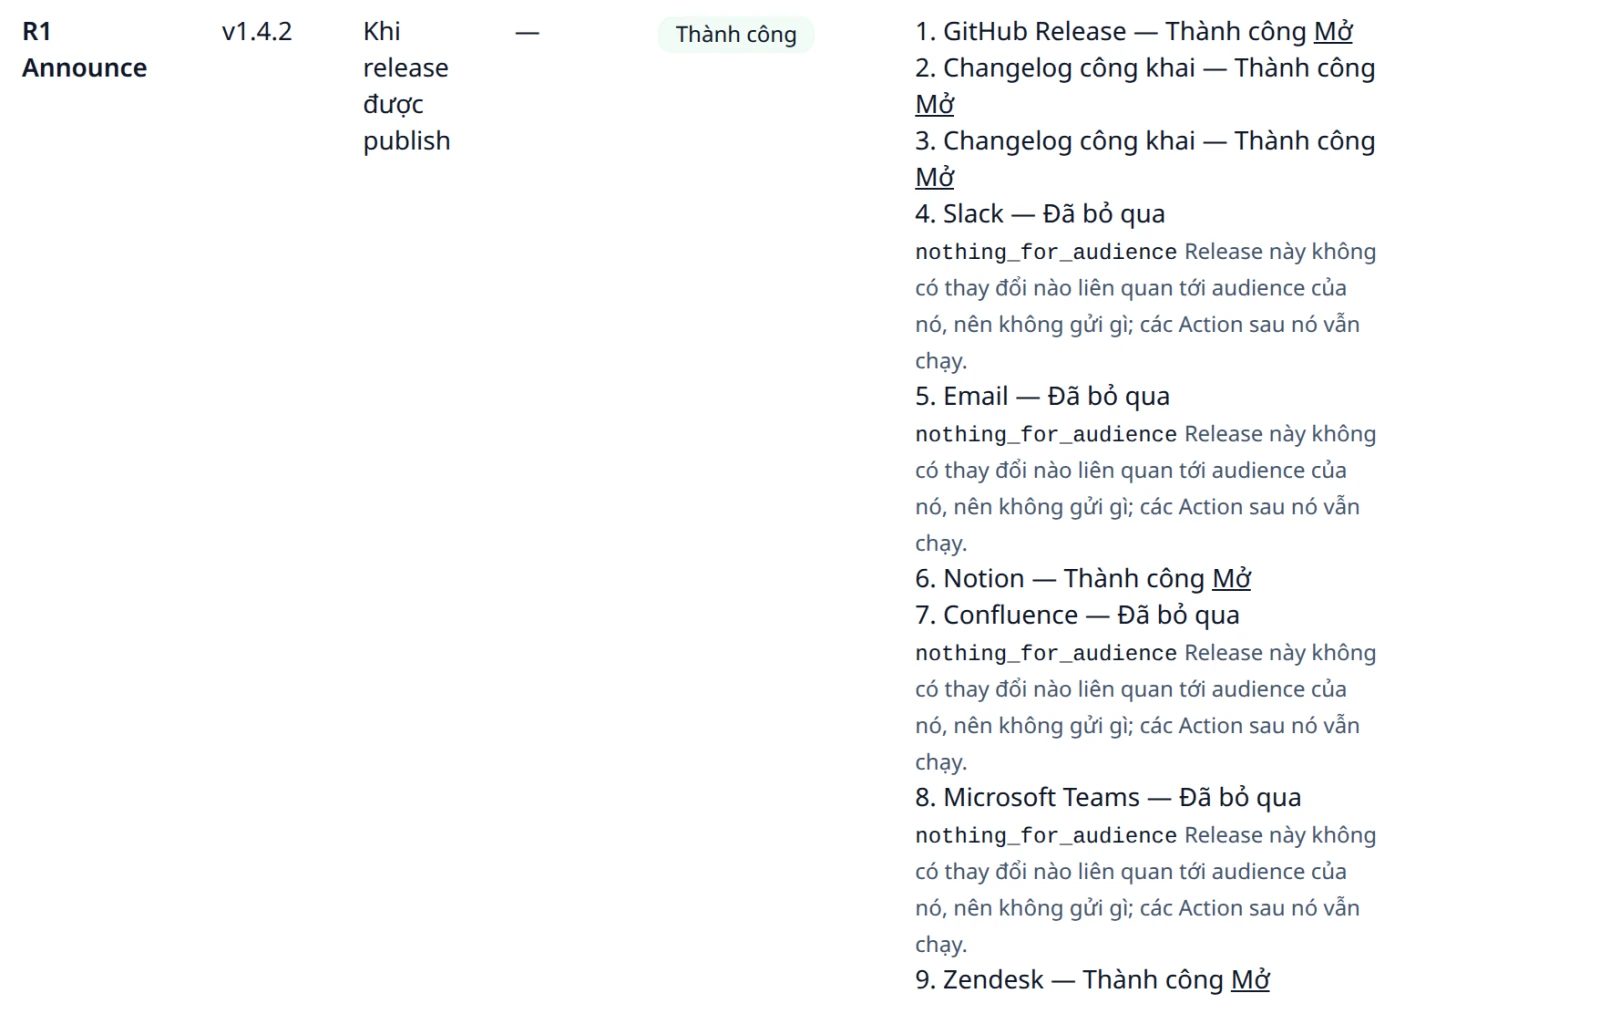 R1
Announce
v1.4.2
Khi
release
được
publish
—
Thành công
1. GitHub Release — Thành công Mở
2. Changelog công khai — Thành công
Mở
3. Changelog công khai — Thành công
Mở
4. Slack — Đã bỏ qua
nothing_for_audience Release này không
có thay đổi nào liên quan tới audience của
nó, nên không gửi gì; các Action sau nó vẫn
chạy.
5. Email — Đã bỏ qua
nothing_for_audience Release này không
có thay đổi nào liên quan tới audience của
nó, nên không gửi gì; các Action sau nó vẫn
chạy.
6. Notion — Thành công Mở
7. Confluence — Đã bỏ qua
nothing_for_audience Release này không
có thay đổi nào liên quan tới audience của
nó, nên không gửi gì; các Action sau nó vẫn
chạy.
8. Microsoft Teams — Đã bỏ qua
nothing_for_audience Release này không
có thay đổi nào liên quan tới audience của
nó, nên không gửi gì; các Action sau nó vẫn
chạy.
9. Zendesk — Thành công Mở